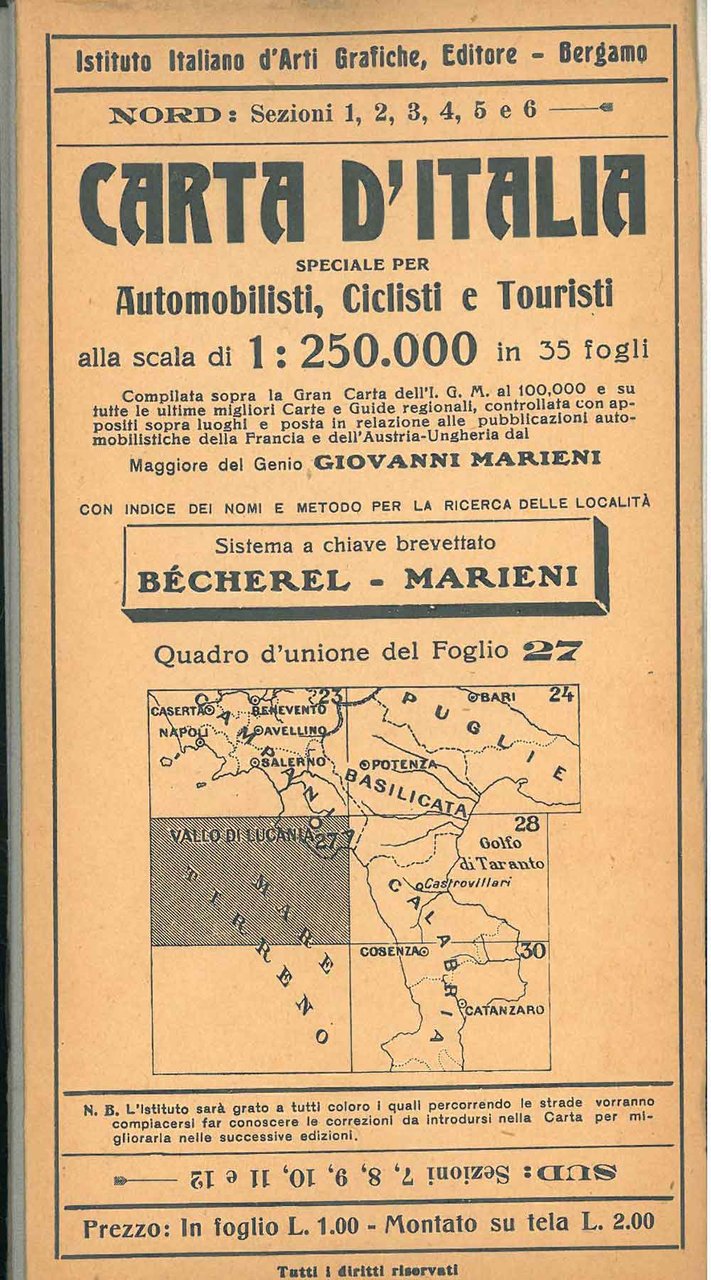 Istituto Italiano d'Arti Grafiche, Editore - Bergamo
NORD: Sezioni 1, 2, 3, 4, 5 e 6
CARTA D'ITALIA
SPECIALE PER
Automobilisti, Ciclisti e Touristi
alla scala di 1:250.000 in 35 fogli
Compilata sopra la Gran Carta dell'I. G. M. al 100,000 e su
tutte le ultime migliori Carte e Guide regionali, controllata con ap-
positi sopra luoghi e posta in relazione alle pubblicazioni auto-
mobilistiche della Francia e dell'Austria-Ungheria dal
Maggiore del Genio GIOVANNI MARIENI
CON INDICE DEI NOMI E METODO PER LA RICERCA DELLE LOCALITÀ
Sistema a chiave brevettato
BÉCHEREL - MARIENI
Quadro d'unione del Foglio 27
23
24
CASERTA
BENEVENTO
BARI
NAPOLI
AVELLINO
SALERNO
CAMPANIA
PUGLIE
POTENZA
BASILICATA
VALLO DI LUCANIA
27
28
Golfo
di Taranto
Castrovillari
MARE
TIRRENO
CALABRIA
COSENZA
30
CATANZARO
N. B. L'Istituto sarà grato a tutti coloro i quali percorrendo le strade vorranno
compiacersi far conoscere le correzioni da introdursi nella Carta per mi-
gliorarla nelle successive edizioni.
SUD: Sezioni 7, 8, 9, 10, 11 e 12
Prezzo: In foglio L. 1.00 - Montato su tela L. 2.00
Tutti i diritti riservati